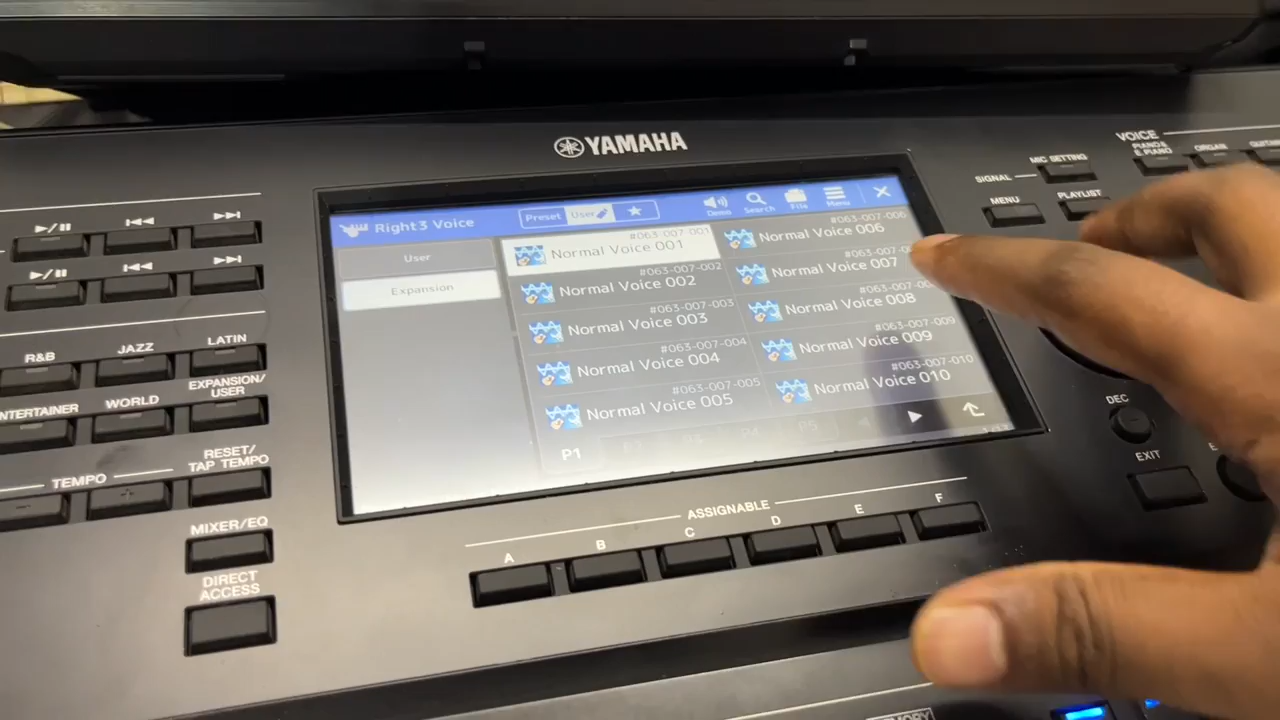 YAMAHA
VOICE
PIANO &
E. PIANO
ORGAN
MIC SETTING
SIGNAL
MENU
PLAYLIST
Right3 Voice
Preset
User
Demo
Search
File
Menu
User
Expansion
#063-007-001
Normal Voice 001
#063-007-002
Normal Voice 002
#063-007-003
Normal Voice 003
#063-007-004
Normal Voice 004
#063-007-005
Normal Voice 005
#063-007-006
Normal Voice 006
Normal Voice 007
Normal Voice 008
#063-007-009
Normal Voice 009
#063-007-010
Normal Voice 010
P1
R&B
JAZZ
LATIN
WORLD
EXPANSION/
USER
TEMPO
RESET/
TAP TEMPO
MIXER/EQ
DIRECT
ACCESS
ASSIGNABLE
A
B
C
D
E
F
DEC
EXIT